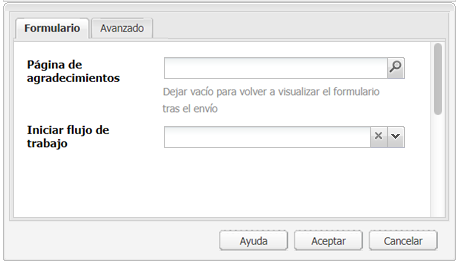 Formulario Avanzado
Página de
agradecimientos
Dejar vacío para volver a visualizar el formulario
tras el envío
Iniciar flujo de
trabajo
Ayuda Aceptar Cancelar